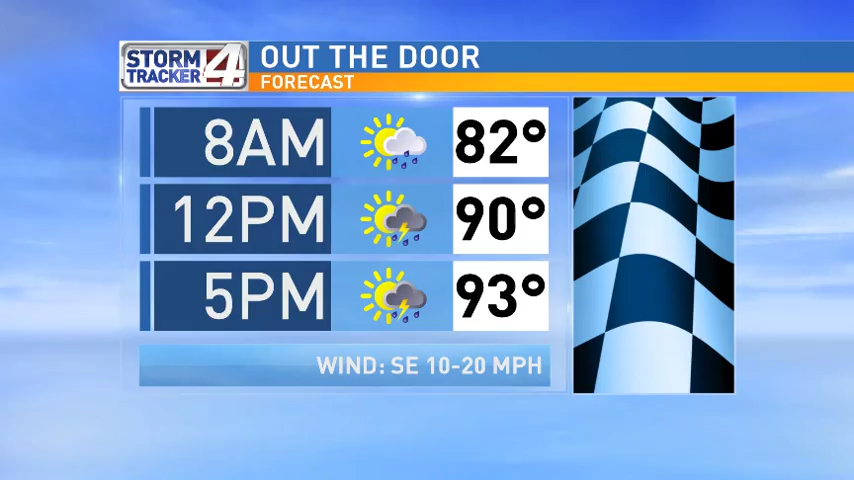 STORM
TRACKER 4
OUT THE DOOR
FORECAST
8AM 82°
12PM 90°
5PM 93°
WIND: SE 10-20 MPH